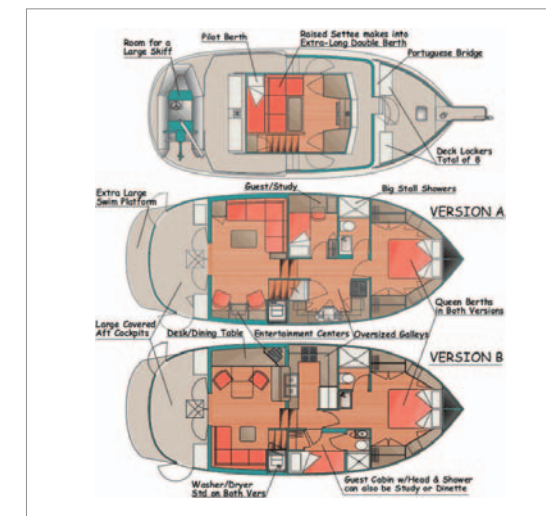 Room for a
Large Skiff
Pilot Berth
Raised Settee makes into
Extra-Long Double Berth
Portuguese Bridge
Deck Lockers
Total of 8
Extra Large
Swim Platform
Guest/Study
Big Stall Showers
VERSION A
Queen Berths
in Both Versions
Large Covered
Aft Cockpits
Desk/Dining Table
Entertainment Centers
Oversized Galleys
VERSION B
Washer/Dryer
Std on Both Vers
Guest Cabin w/Head & Shower
can also be Study or Dinette